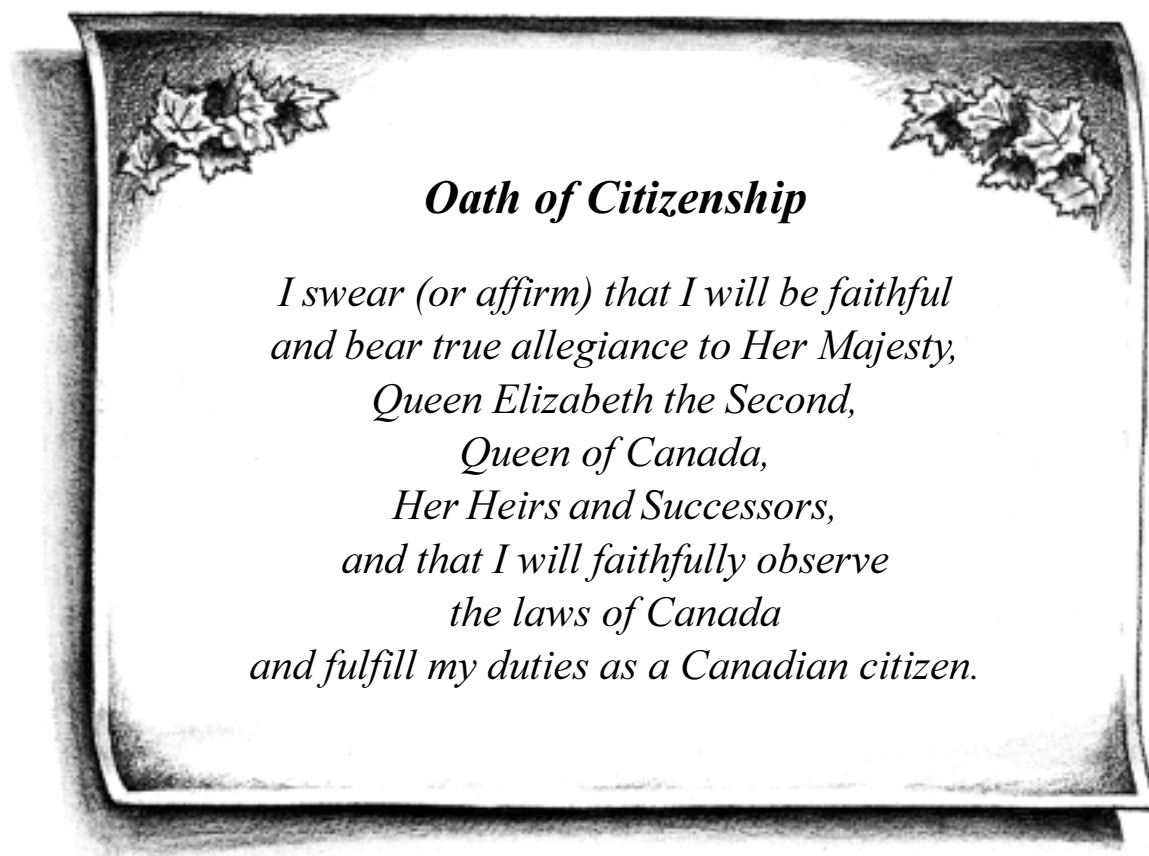 Oath of Citizenship
I swear (or affirm) that I will be faithful
and bear true allegiance to Her Majesty,
Queen Elizabeth the Second,
Queen of Canada,
Her Heirs and Successors,
and that I will faithfully observe
the laws of Canada
and fulfill my duties as a Canadian citizen.